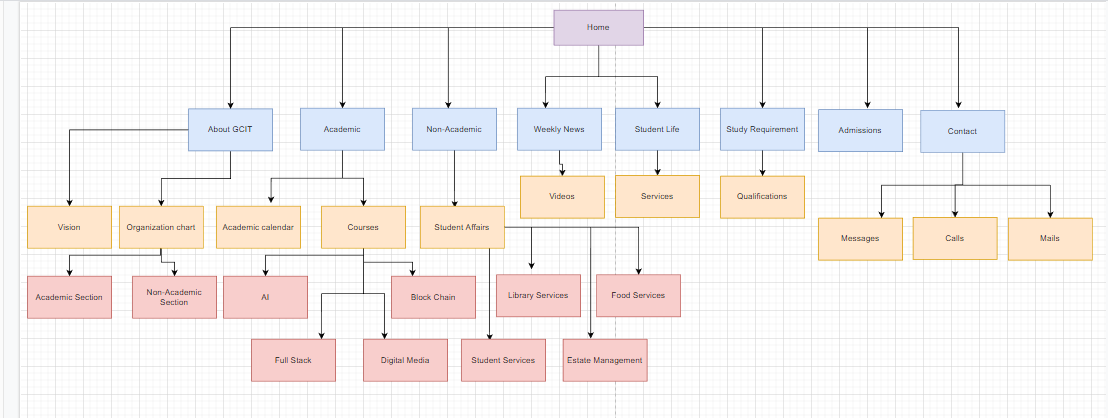 Home
About GCIT
Academic
Non-Academic
Weekly News
Student Life
Study Requirement
Admissions
Contact
Videos
Services
Qualifications
Vision
Organization chart
Academic calendar
Courses
Student Affairs
Messages
Calls
Mails
Academic Section
Non-Academic
Section
AI
Block Chain
Library Services
Food Services
Full Stack
Digital Media
Student Services
Estate Management